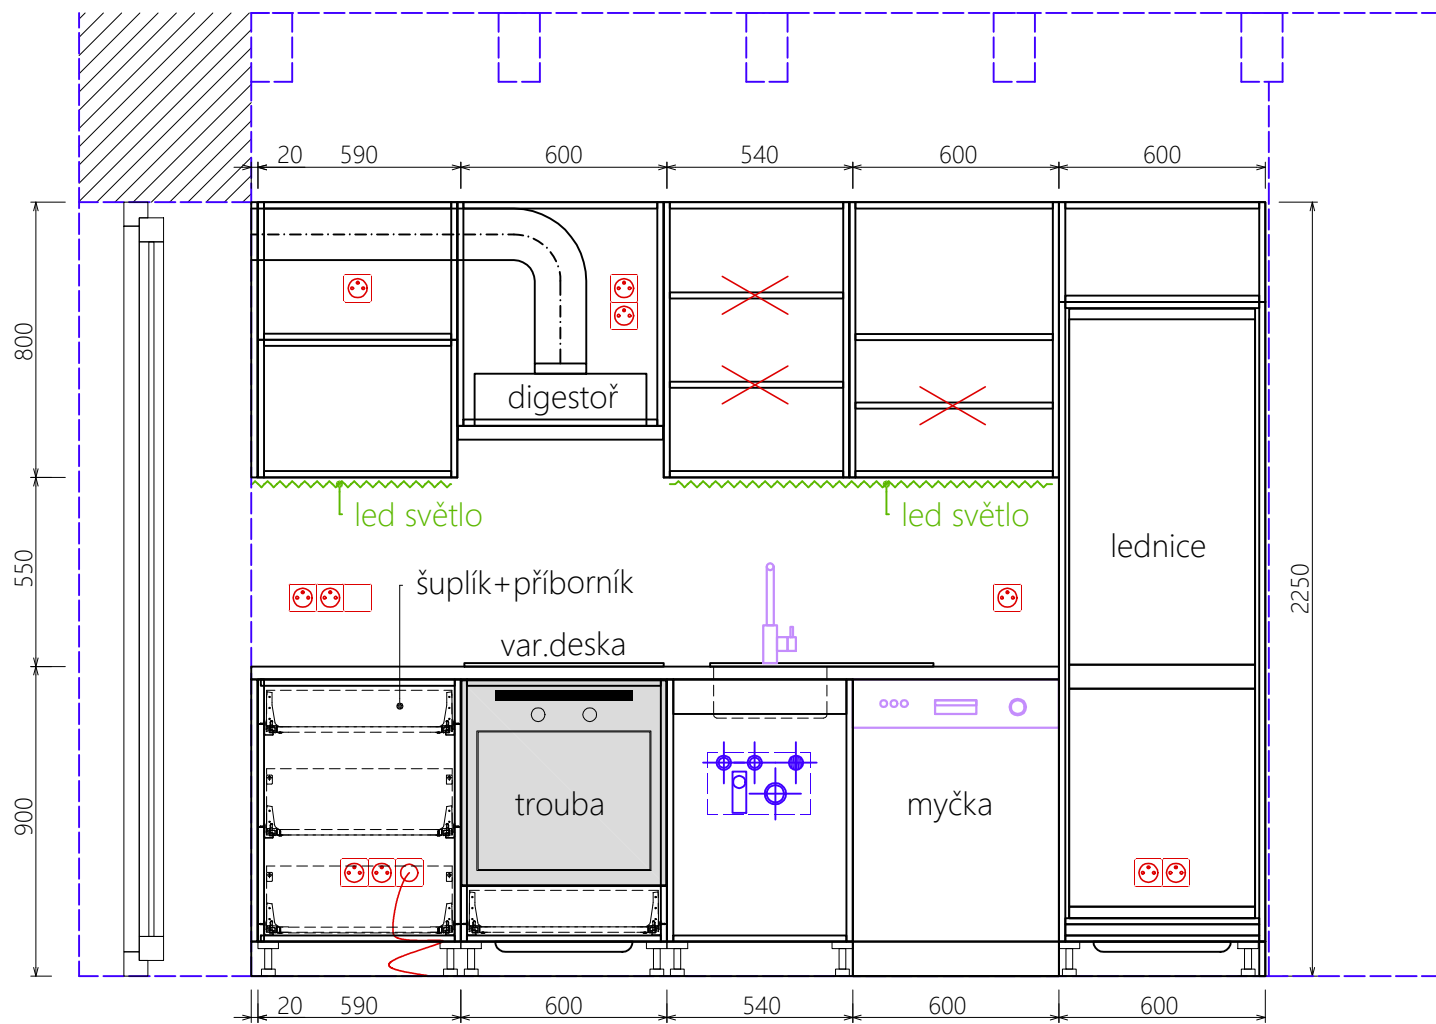 20 590 600 540 600 600
800
digestoř
led světlo led světlo
lednice
550
šuplík+příborník
2250
var.deska
900
trouba
myčka
20 590 600 540 600 600